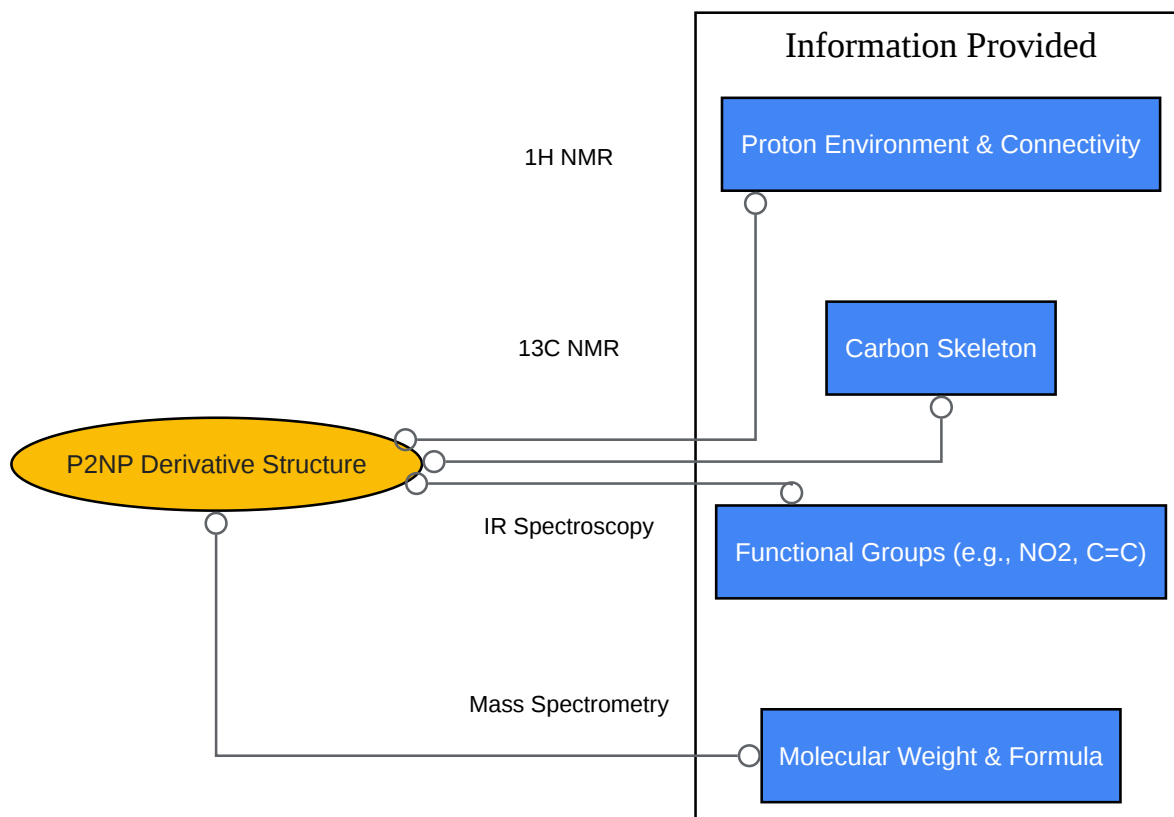 Information Provided
1H NMR
Proton Environment & Connectivity
13C NMR
Carbon Skeleton
P2NP Derivative Structure
IR Spectroscopy
Functional Groups (e.g., NO2, C=C)
Mass Spectrometry
Molecular Weight & Formula